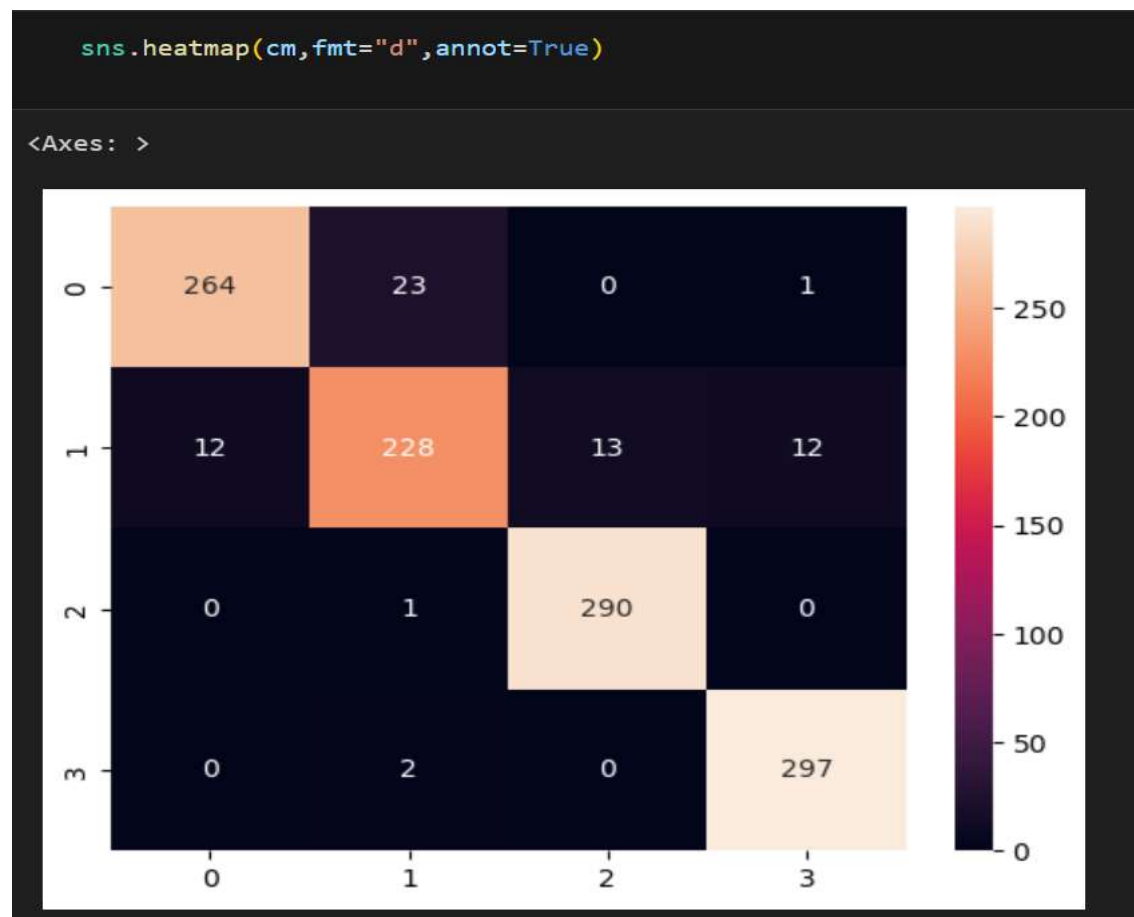 sns.heatmap(cm,fmt="d",annot=True)
<Axes: >
0 264 23 0 1
1 12 228 13 12
2 0 1 290 0
3 0 2 0 297
0 1 2 3
250
200
150
100
50
0